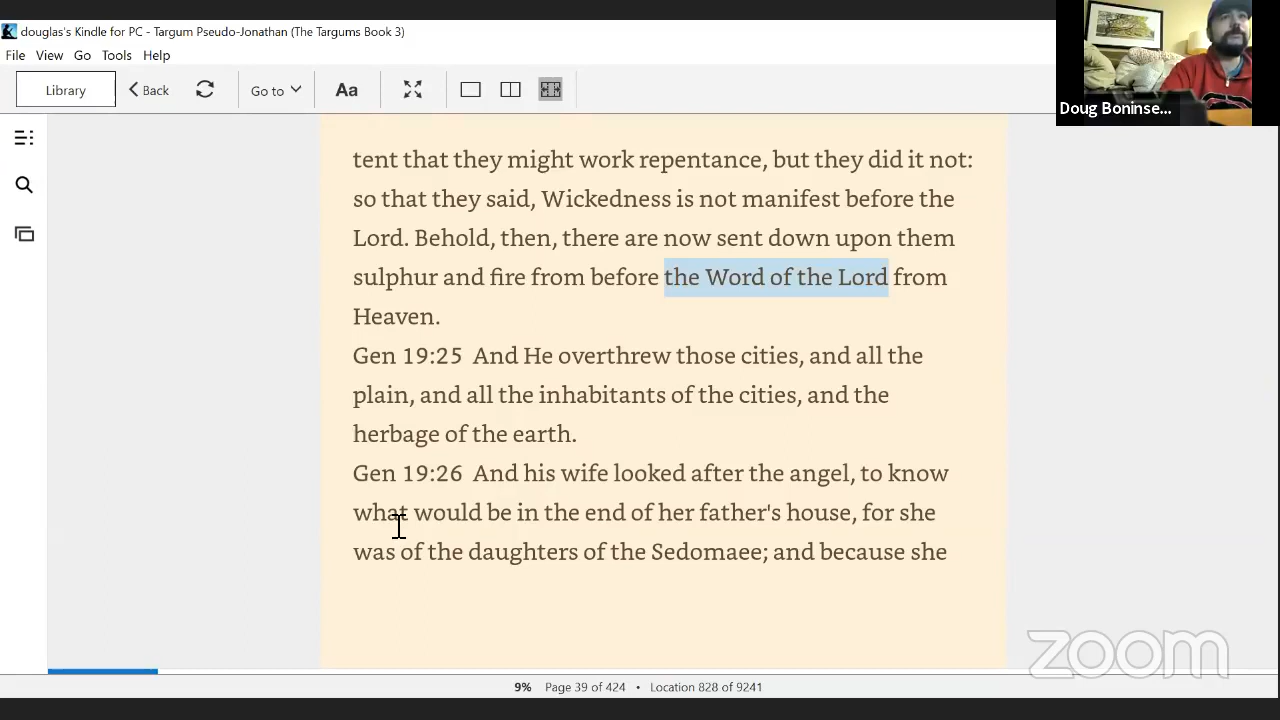 douglas's Kindle for PC - Targum Pseudo-Jonathan (The Targums Book 3)
File View Go Tools Help
Library Back Go to Aa
Doug Boninse...
tent that they might work repentance, but they did it not:
so that they said, Wickedness is not manifest before the
Lord. Behold, then, there are now sent down upon them
sulphur and fire from before the Word of the Lord from
Heaven.
Gen 19:25 And He overthrew those cities, and all the
plain, and all the inhabitants of the cities, and the
herbage of the earth.
Gen 19:26 And his wife looked after the angel, to know
what would be in the end of her father's house, for she
was of the daughters of the Sedomaee; and because she
zoom
9% Page 39 of 424 • Location 828 of 9241